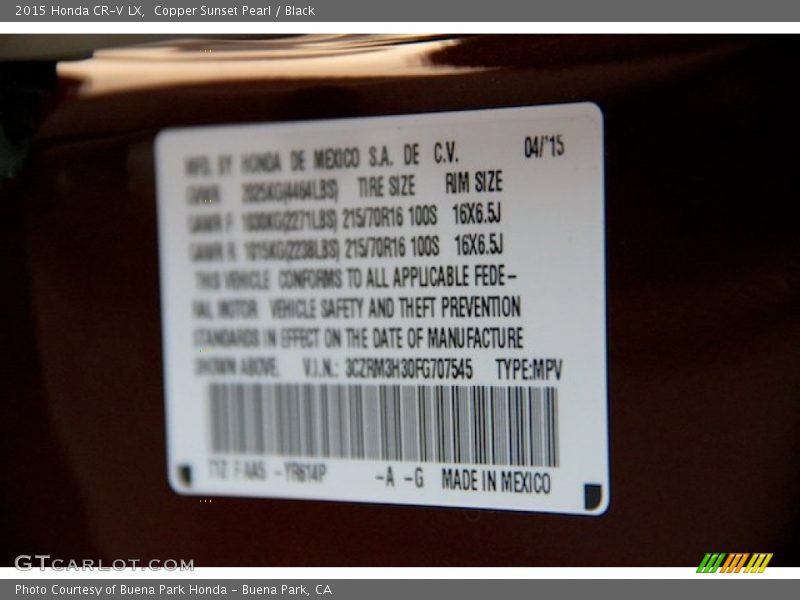 2015 Honda CR-V LX,  Copper Sunset Pearl / Black
MFG. BY HONDA DE MEXICO S.A. DE C.V. 04/'15
GVWR 2025KG(4464LBS) TIRE SIZE RIM SIZE
GAWR F 1030KG(2271LBS) 215/70R16 100S 16X6.5J
GAWR R 1015KG(2238LBS) 215/70R16 100S 16X6.5J
THIS VEHICLE CONFORMS TO ALL APPLICABLE FEDE-
RAL MOTOR VEHICLE SAFETY AND THEFT PREVENTION
STANDARDS IN EFFECT ON THE DATE OF MANUFACTURE
SHOWN ABOVE. V.I.N.: 3CZRM3H30FG707545 TYPE:MPV
-YR614P -A -G MADE IN MEXICO
GTCARLOT.COM
Photo Courtesy of Buena Park Honda - Buena Park, CA